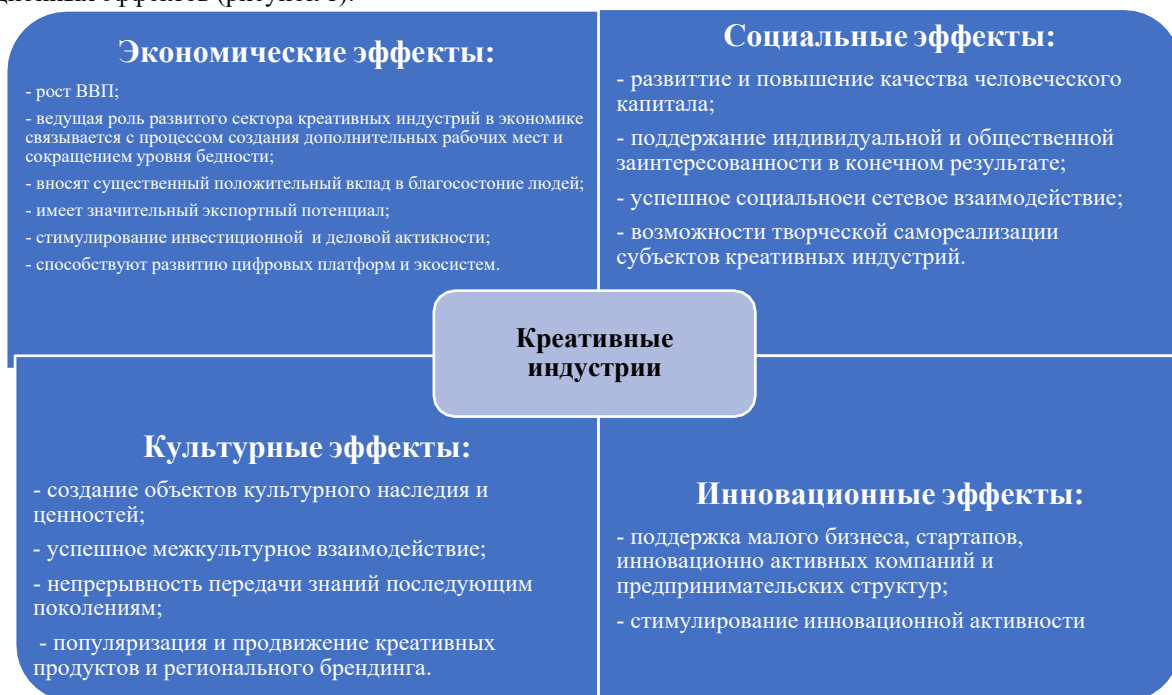 ционных эффектов (рисунок 1).
Экономические эффекты:
- рост ВВП;
- ведущая роль развитого сектора креативных индустрий в экономике
связывается с процессом создания дополнительных рабочих мест и
сокращением уровня бедности;
- вносят существенный положительный вклад в благосостоние людей;
- имеет значительный экспортный потенциал;
- стимулирование инвестиционной и деловой актикности;
- способствуют развитию цифровых платформ и экосистем.
Социальные эффекты:
- развиттие и повышение качества человеческого
капитала;
- поддержание индивидуальной и общественной
заинтересованности в конечном результате;
- успешное социальноеи сетевое взаимодействие;
- возможности творческой самореализации
субъектов креативных индустрий.
Креативные
индустрии
Культурные эффекты:
- создание объектов культурного наследия и
ценностей;
- успешное межкультурное взаимодействие;
- непрерывность передачи знаний последующим
поколениям;
- популяризация и продвижение креативных
продуктов и регионального брендинга.
Инновационные эффекты:
- поддержка малого бизнеса, стартапов,
инновационно активных компаний и
предпринимательских структур;
- стимулирование инновационной активности